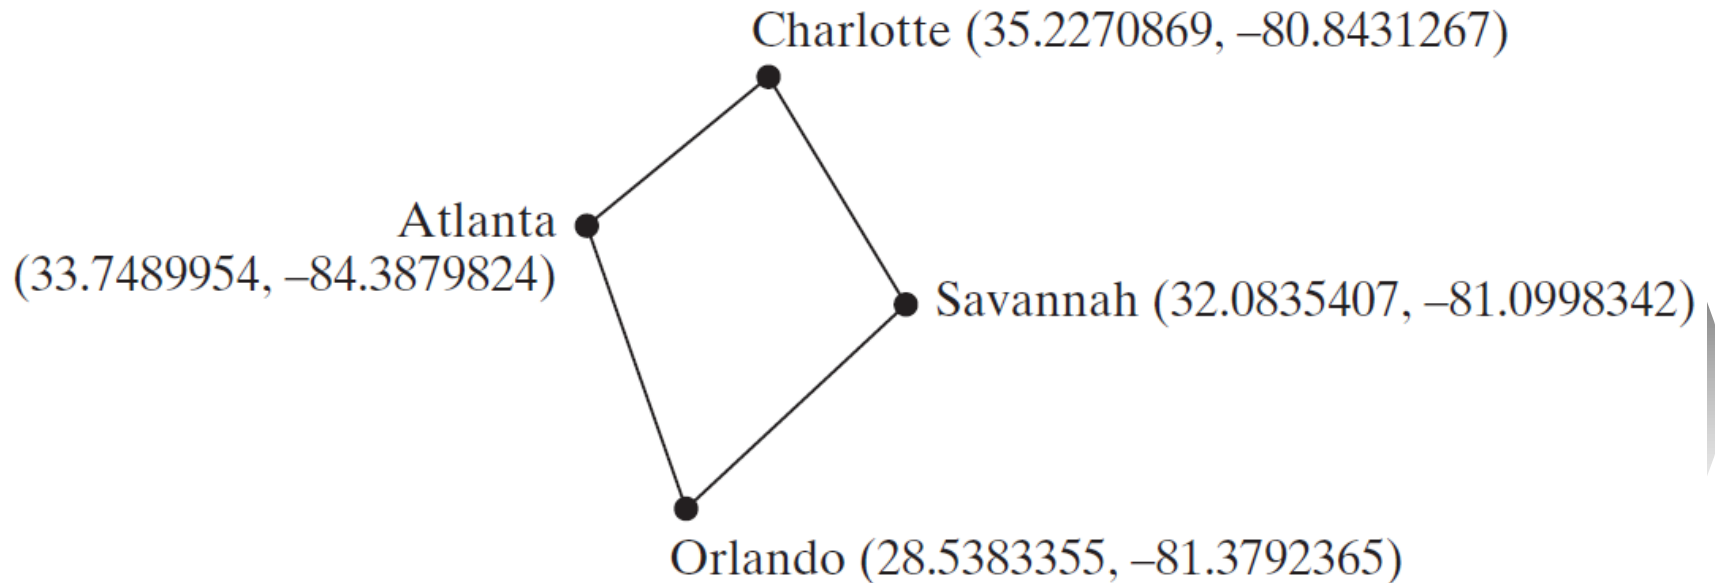 Charlotte (35.2270869, –80.8431267)
Atlanta
(33.7489954, –84.3879824)
Savannah (32.0835407, –81.0998342)
Orlando (28.5383355, –81.3792365)